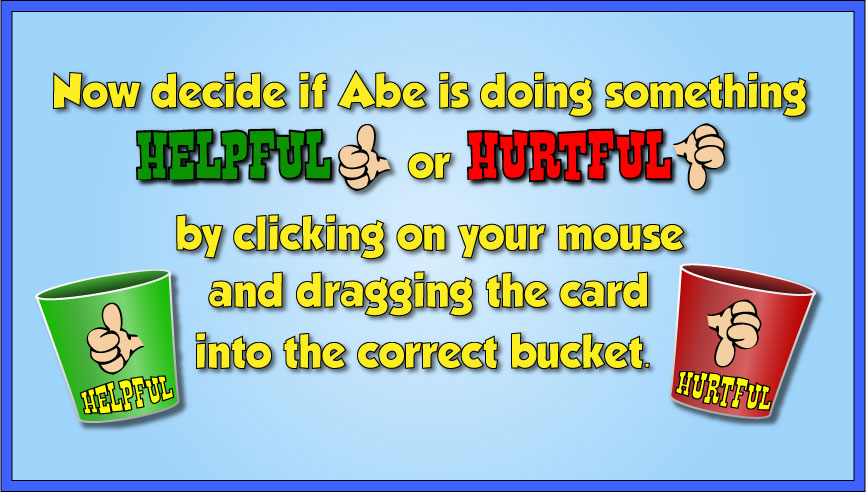 Now decide if Abe is doing something
HELPFUL or HURTFUL
by clicking on your mouse
and dragging the card
into the correct bucket.
HELPFUL
HURTFUL